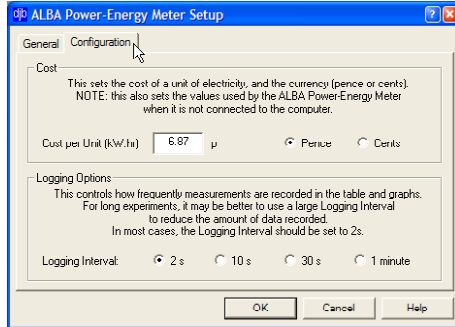 djb ALBA Power-Energy Meter Setup ?
General Configuration
Cost
This sets the cost of a unit of electricity, and the currency (pence or cents).
NOTE: this also sets the values used by the ALBA Power-Energy Meter
when it is not connected to the computer.
Cost per Unit (kW.hr) 6.87 p Pence Cents
Logging Options
This controls how frequently measurements are recorded in the table and graphs.
For long experiments, it may be better to use a large Logging Interval
to reduce the amount of data recorded.
In most cases, the Logging Interval should be set to 2s.
Logging Interval: 2 s 10 s 30 s 1 minute
OK Cancel Help